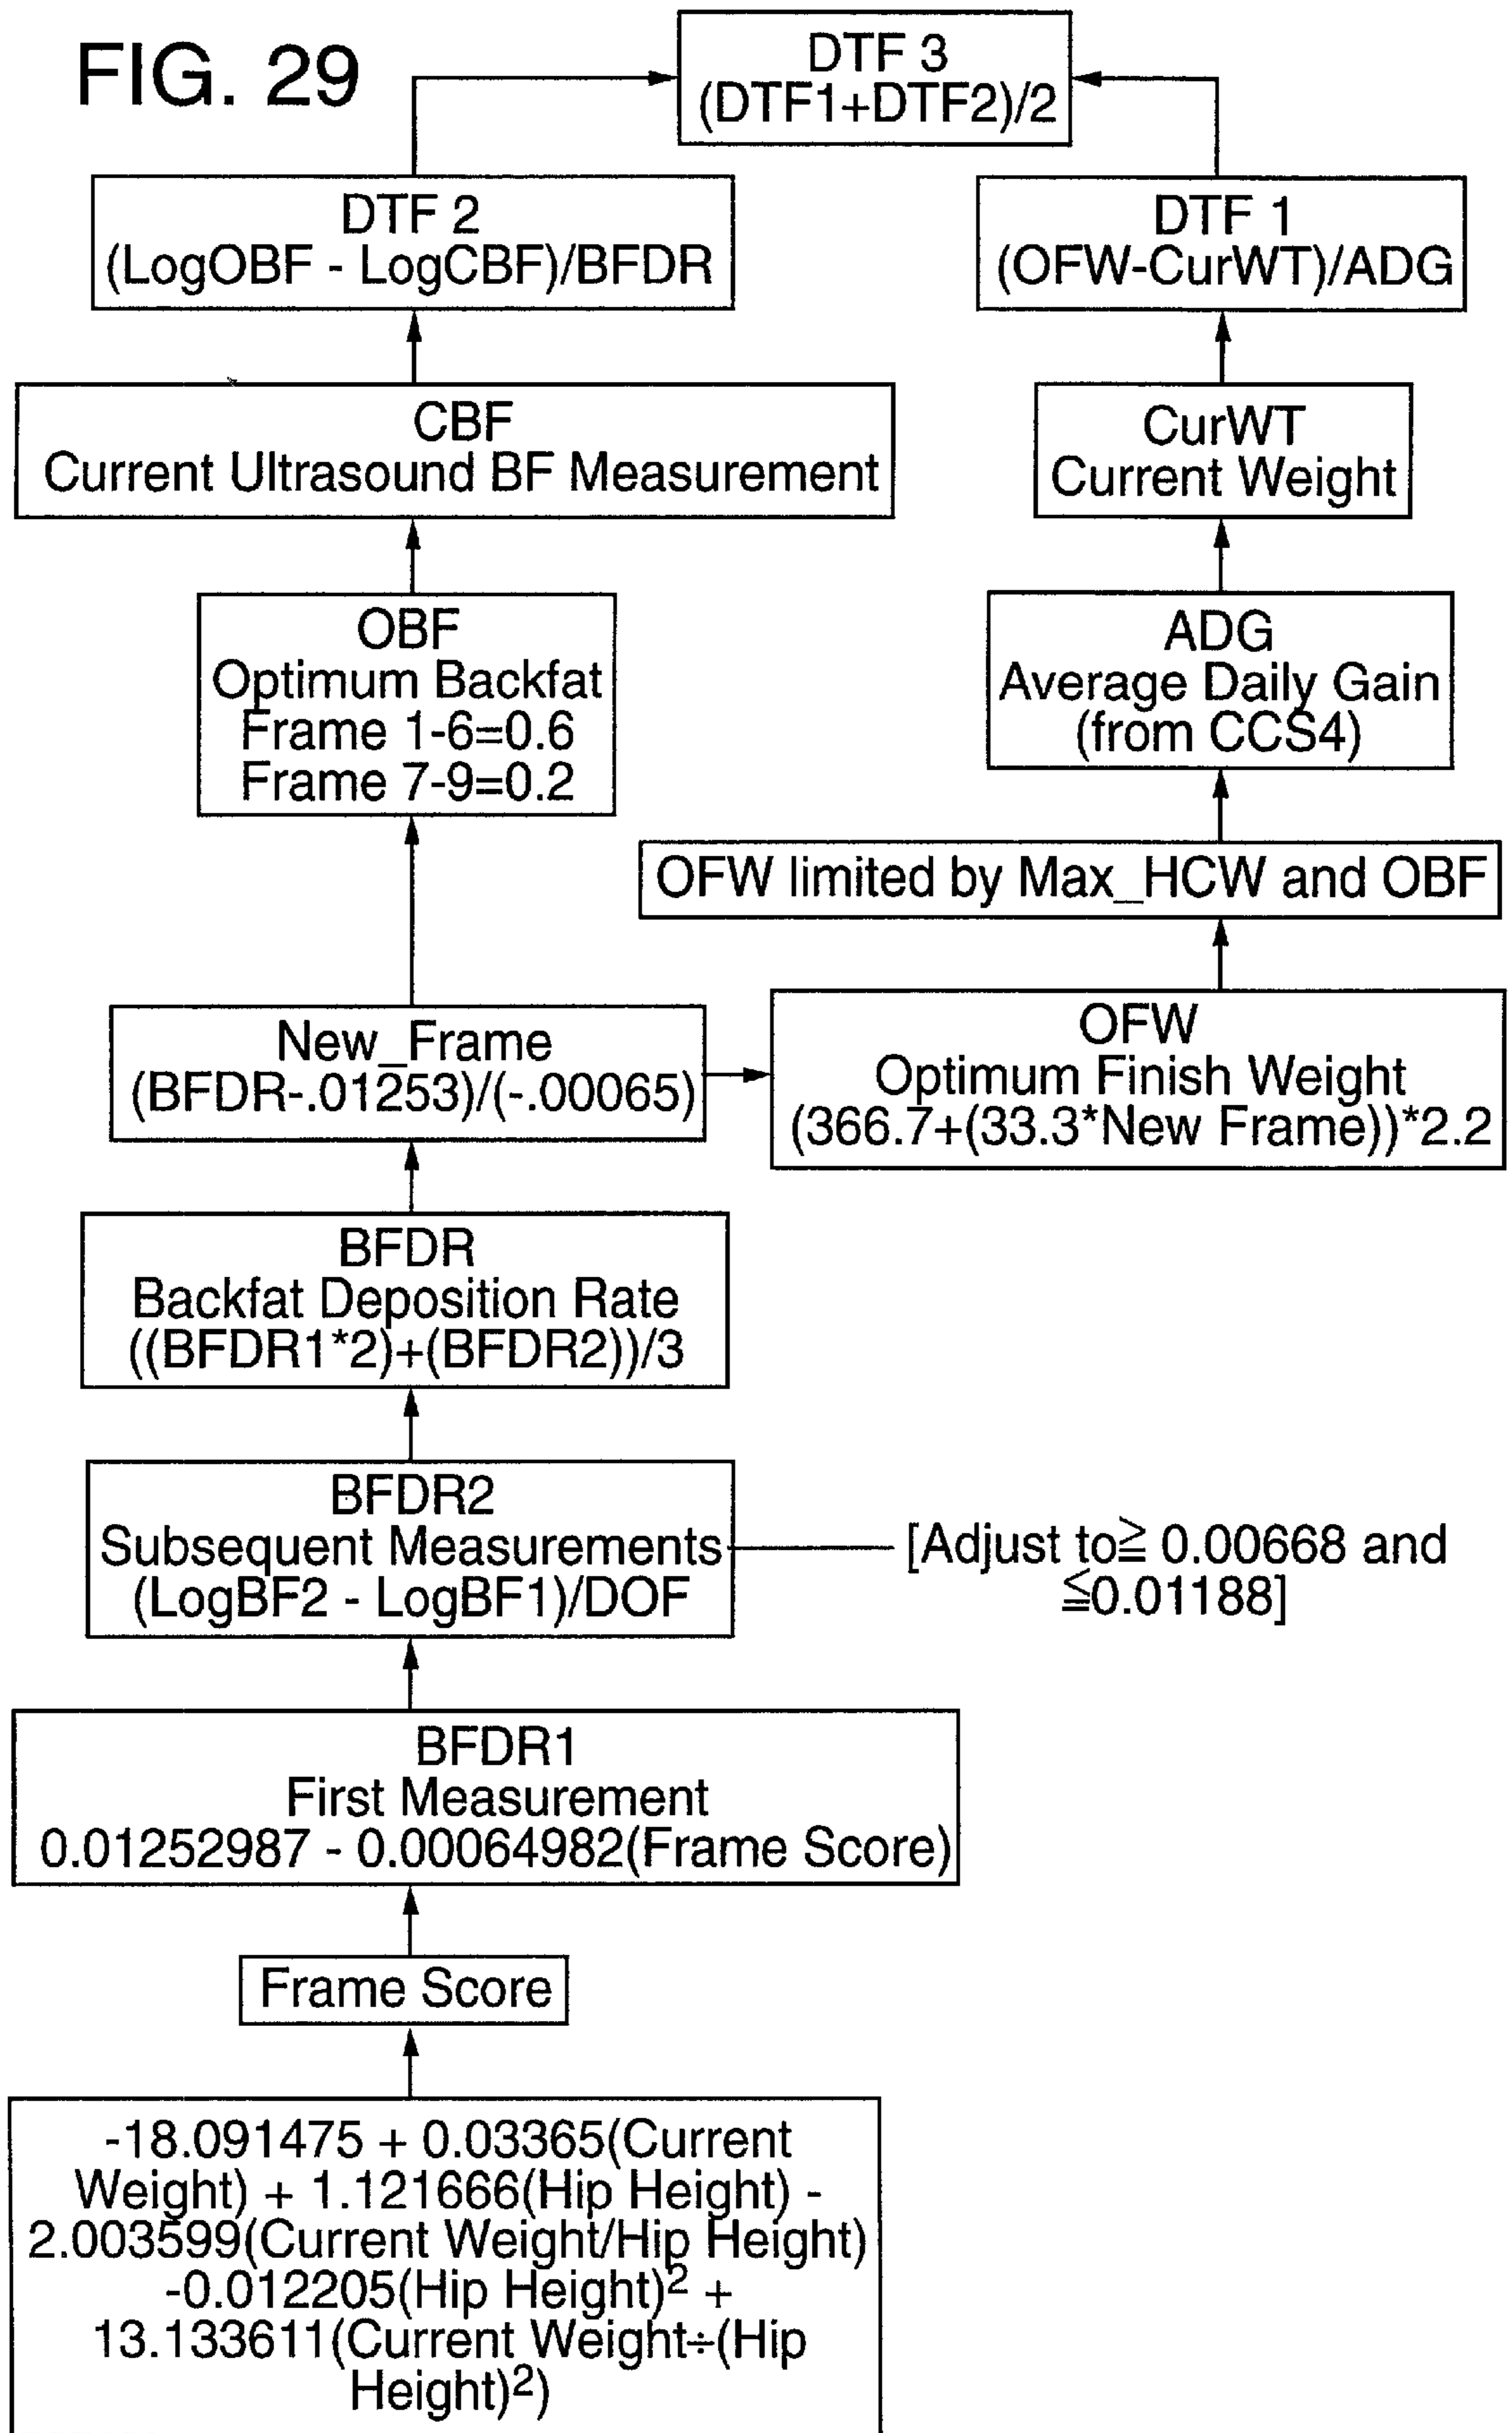 FIG. 29
DTF 3
(DTF1+DTF2)/2
DTF 2
(LogOBF - LogCBF)/BFDR
DTF 1
(OFW-CurWT)/ADG
CBF
Current Ultrasound BF Measurement
CurWT
Current Weight
OBF
Optimum Backfat
Frame 1-6=0.6
Frame 7-9=0.2
ADG
Average Daily Gain
(from CCS4)
OFW limited by Max_HCW and OBF
New_Frame
(BFDR-.01253)/(-.00065)
OFW
Optimum Finish Weight
(366.7+(33.3*New Frame))*2.2
BFDR
Backfat Deposition Rate
((BFDR1*2)+(BFDR2))/3
BFDR2
Subsequent Measurements
(LogBF2 - LogBF1)/DOF
[Adjust to≧ 0.00668 and
≦0.01188]
BFDR1
First Measurement
0.01252987 - 0.00064982(Frame Score)
Frame Score
-18.091475 + 0.03365(Current
Weight) + 1.121666(Hip Height) -
2.003599(Current Weight/Hip Height)
-0.012205(Hip Height)² +
13.133611(Current Weight÷(Hip
Height)²)